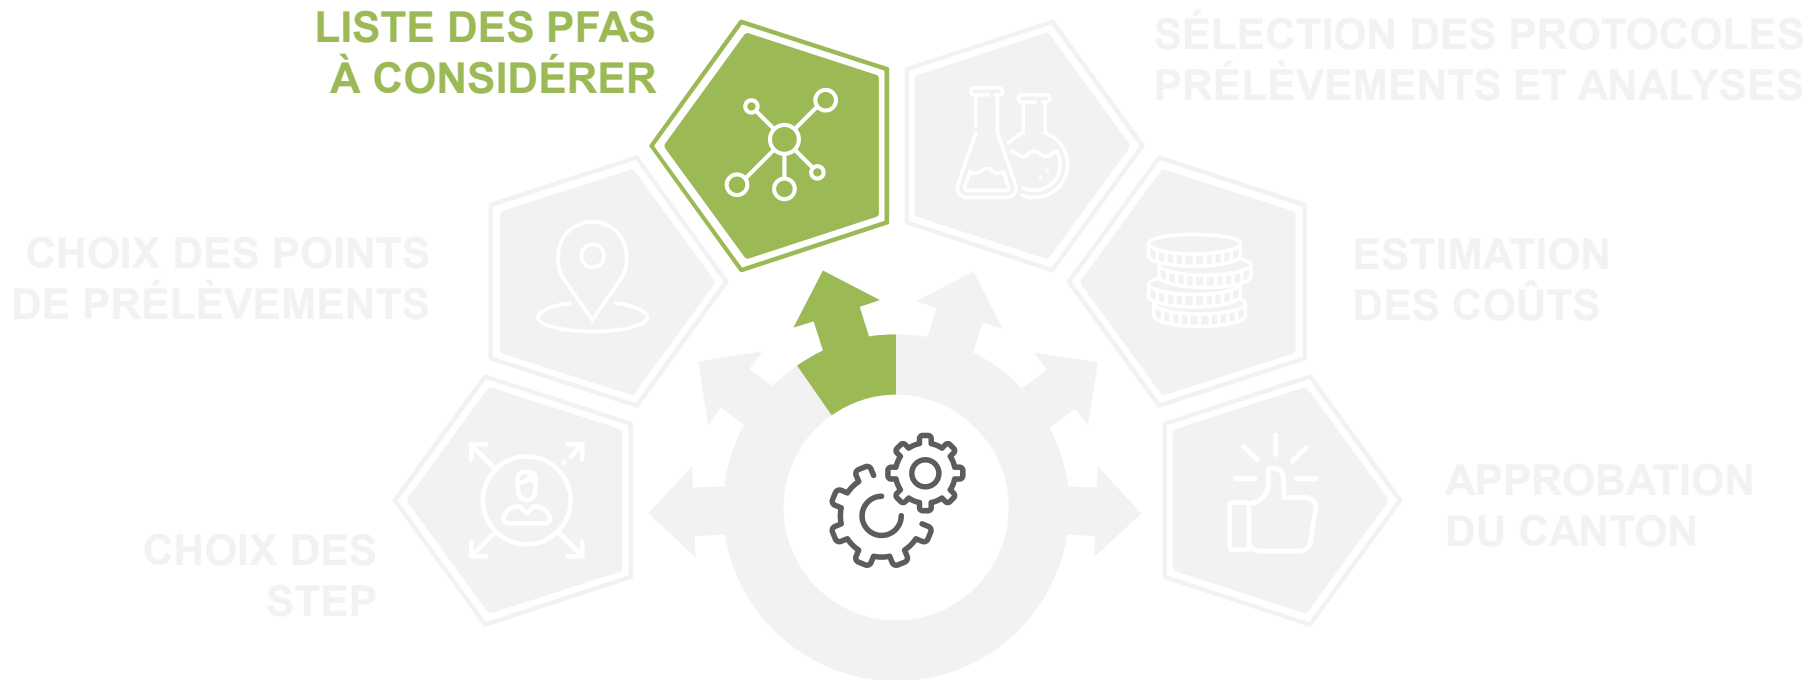 LISTE DES PFAS
À CONSIDÉRER
SÉLECTION DES PROTOCOLES
PRÉLÈVEMENTS ET ANALYSES
CHOIX DES POINTS
DE PRÉLÈVEMENTS
ESTIMATION
DES COÛTS
CHOIX DES
STEP
APPROBATION
DU CANTON